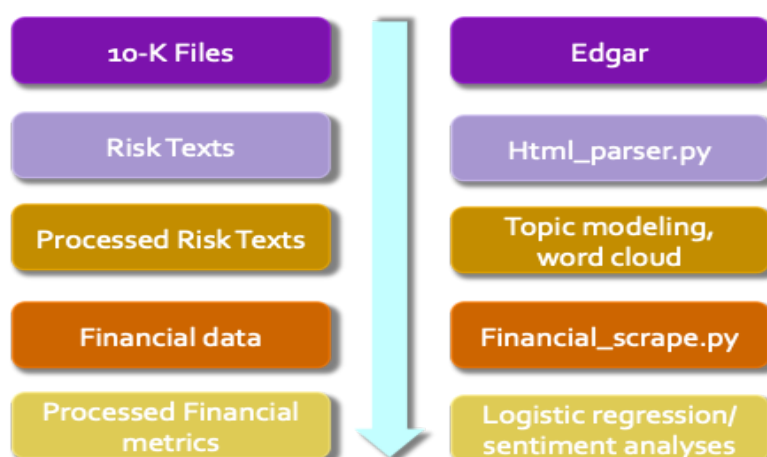 10-K Files
Edgar
Risk Texts
Html_parser.py
Processed Risk Texts
Topic modeling,
word cloud
Financial data
Financial_scrape.py
Processed Financial
metrics
Logistic regression/
sentiment analyses